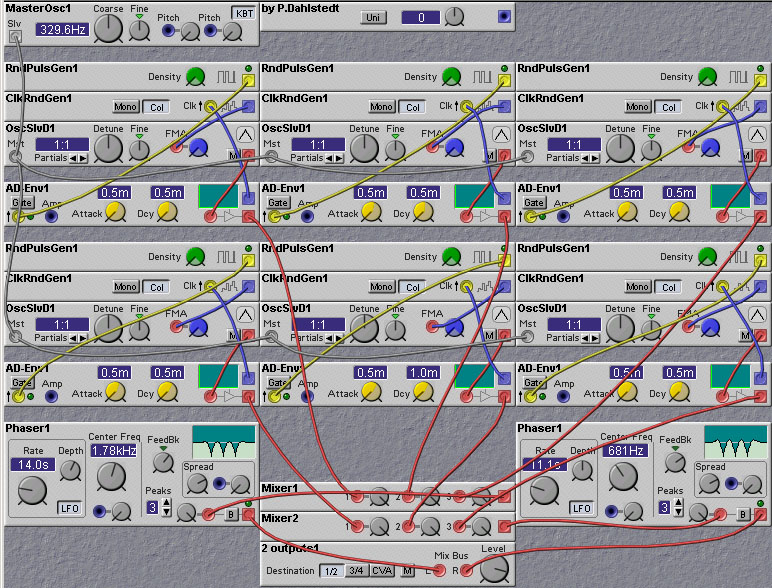 MasterOsc1 Coarse Fine Pitch Pitch KBT by P.Dahlstedt
Slv 329.6Hz Uni 0
RndPulsGen1 Density RndPulsGen1 Density RndPulsGen1 Density
ClkRndGen1 Mono Col Clk ClkRndGen1 Mono Col Clk ClkRndGen1 Mono Col Clk
OscSlvD1 Detune Fine FMA OscSlvD1 Detune Fine FMA OscSlvD1 Detune Fine FMA
Mst 1:1 Mst 1:1 Mst 1:1
Partials M Partials M Partials M
AD-Env1 0.5m 0.5m AD-Env1 0.5m 0.5m AD-Env1 0.5m 0.5m
Gate Amp Attack Dcy Gate Amp Attack Dcy Gate Amp Attack Dcy
RndPulsGen1 Density RndPulsGen1 Density RndPulsGen1 Density
ClkRndGen1 Mono Col Clk ClkRndGen1 Mono Col Clk ClkRndGen1 Mono Col Clk
OscSlvD1 Detune Fine FMA OscSlvD1 Detune Fine FMA OscSlvD1 Detune Fine FMA
Mst 1:1 Mst 1:1 Mst 1:1
Partials M Partials M Partials M
AD-Env1 0.5m 0.5m AD-Env1 0.5m 1.0m AD-Env1 0.5m 0.5m
Gate Amp Attack Dcy Gate Amp Attack Dcy Gate Amp Attack Dcy
Phaser1 Phaser1
Rate Depth Center Freq FeedBk Rate Depth Center Freq FeedBk
14.0s 1.78kHz 11.1s 681Hz
Spread Spread
Peaks Peaks
LFO 3 B LFO 3 B
Mixer1 1 2 3
Mixer2 1 2 3
2 outputs1 Mix Bus Level
Destination 1/2 3/4 CVA M L R